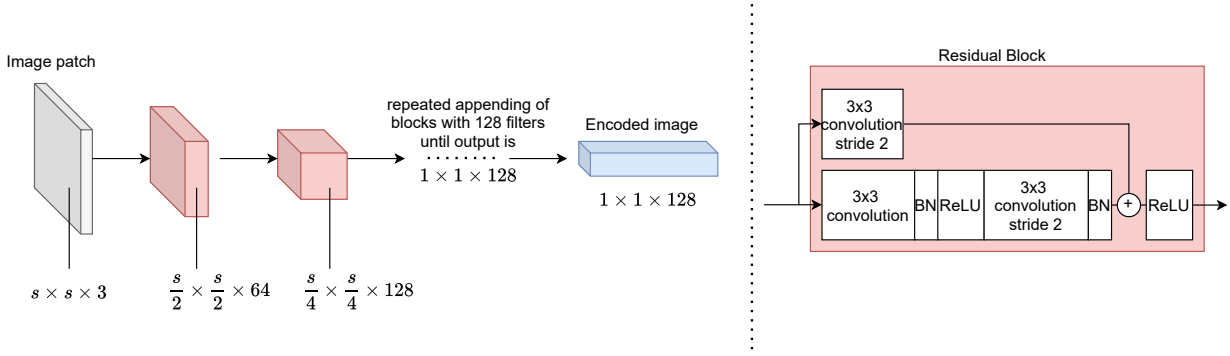 Image patch
s × s × 3
s/2 × s/2 × 64
s/4 × s/4 × 128
repeated appending of
blocks with 128 filters
until output is
1 × 1 × 128
Encoded image
1 × 1 × 128
Residual Block
3x3
convolution
stride 2
3x3
convolution
BN
ReLU
3x3
convolution
stride 2
BN
+
ReLU